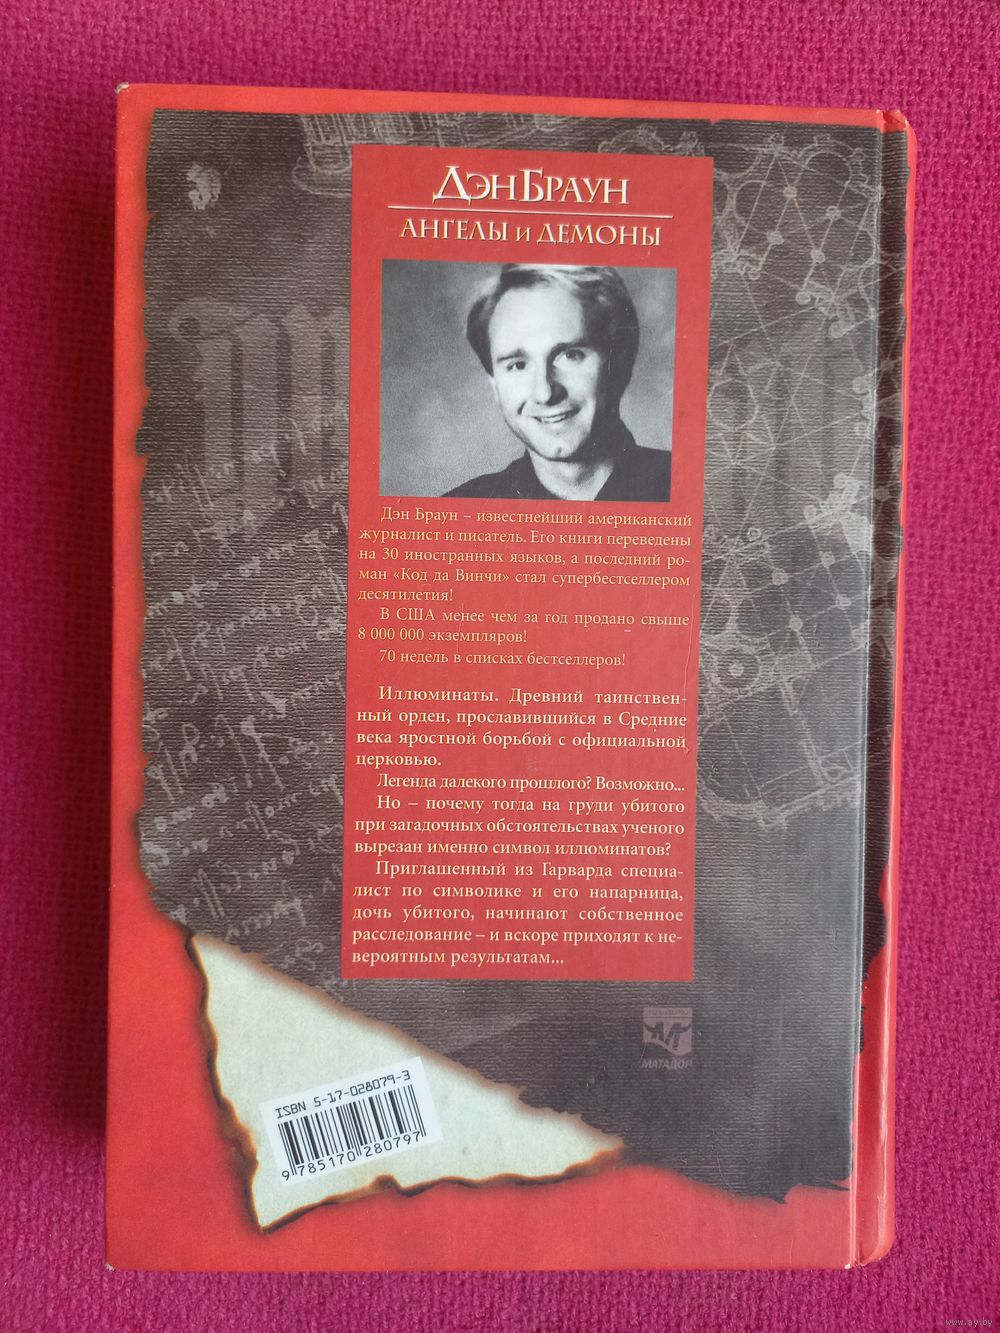 ДЭН БРАУН
АНГЕЛЫ И ДЕМОНЫ
Дэн Браун – известнейший американский
журналист и писатель. Его книги переведены
на 30 иностранных языков, а последний ро-
ман «Код да Винчи» стал супербестселлером
десятилетия!
В США менее чем за год продано свыше
8 000 000 экземпляров!
70 недель в списках бестселлеров!
Иллюминаты. Древний таинствен-
ный орден, прославившийся в Средние
века яростной борьбой с официальной
церковью.
Легенда далекого прошлого? Возможно...
Но – почему тогда на груди убитого
при загадочных обстоятельствах ученого
вырезан именно символ иллюминатов?
Приглашенный из Гарварда специа-
лист по символике и его напарница,
дочь убитого, начинают собственное
расследование – и вскоре приходят к не-
вероятным результатам...
МАТАДОР
ISBN 5-17-028079-3
9 785170 280797
www.ay.by